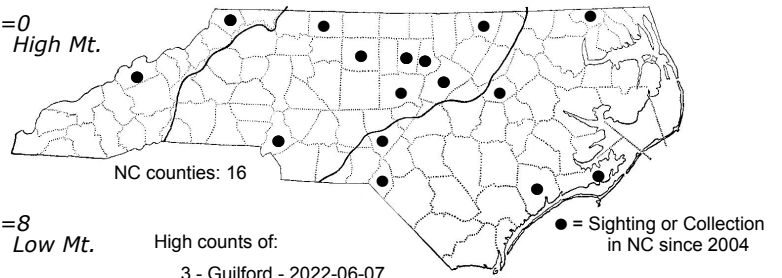 =0
High Mt.
NC counties: 16
=8
Low Mt.
High counts of:
3 - Guilford - 2022-06-07
● = Sighting or Collection
in NC since 2004